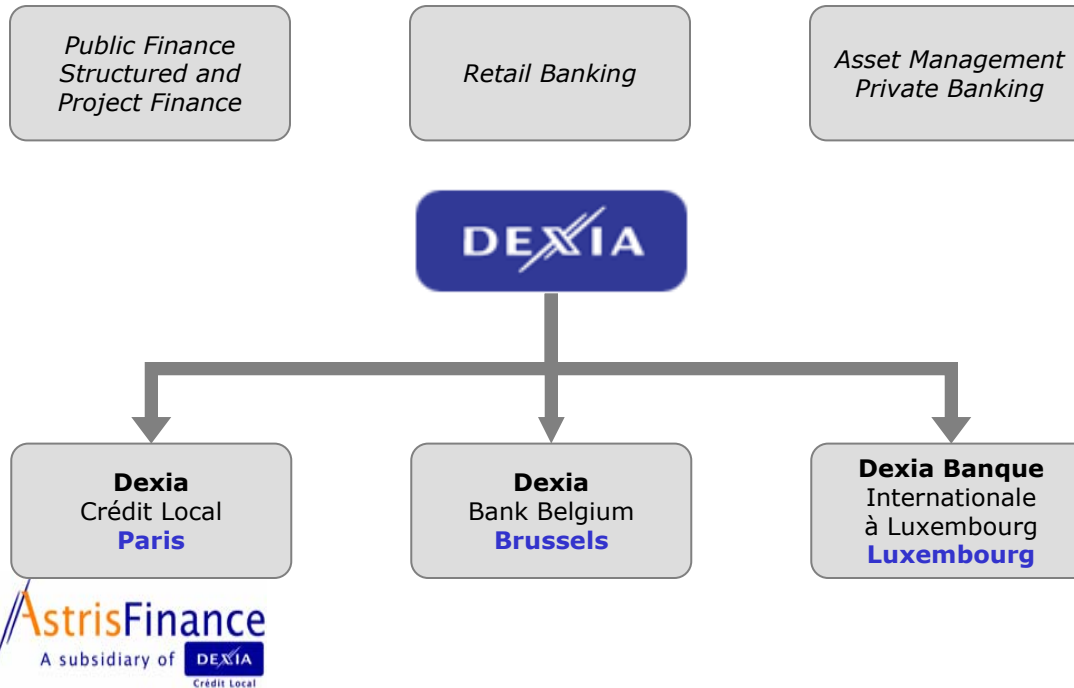 Public Finance
Structured and
Project Finance
Retail Banking
Asset Management
Private Banking
DEXIA
Dexia
Crédit Local
Paris
Dexia
Bank Belgium
Brussels
Dexia Banque
Internationale
à Luxembourg
Luxembourg
AstrisFinance
A subsidiary of DEXIA
Crédit Local